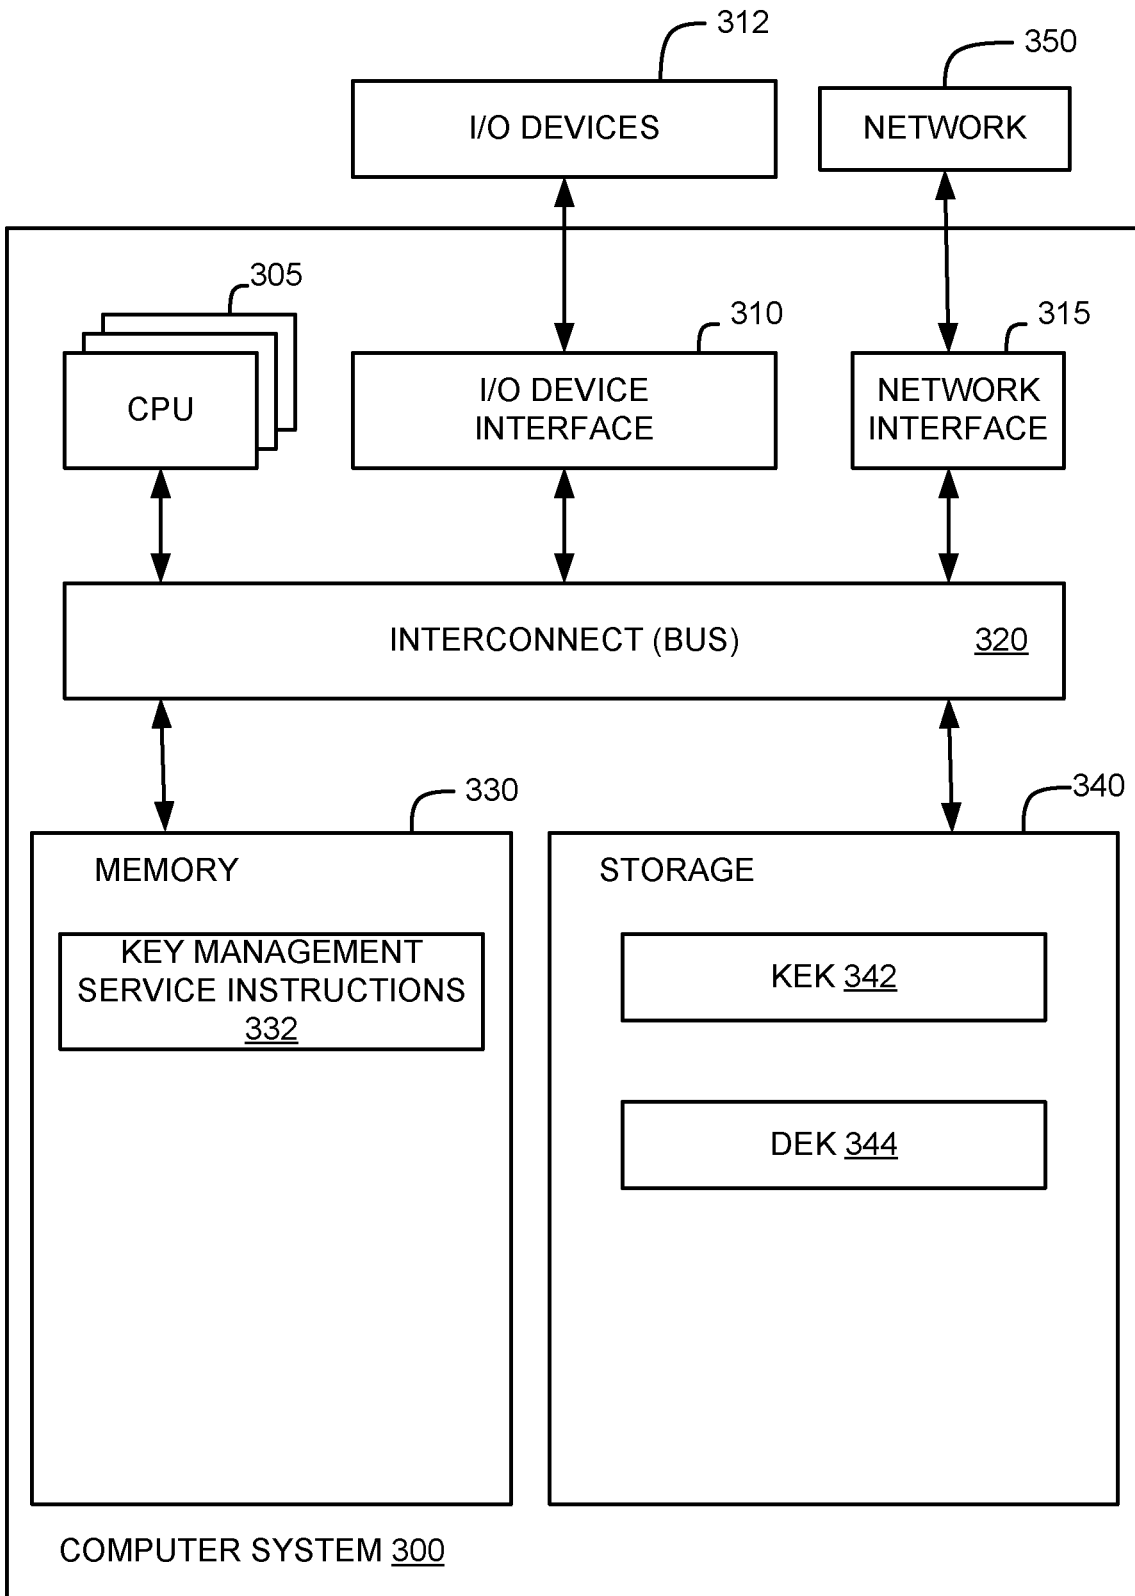 312
350
I/O DEVICES
NETWORK
305
310
315
CPU
I/O DEVICE
INTERFACE
NETWORK
INTERFACE
INTERCONNECT (BUS)
320
330
340
MEMORY
STORAGE
KEY MANAGEMENT
SERVICE INSTRUCTIONS
332
KEK 342
DEK 344
COMPUTER SYSTEM 300